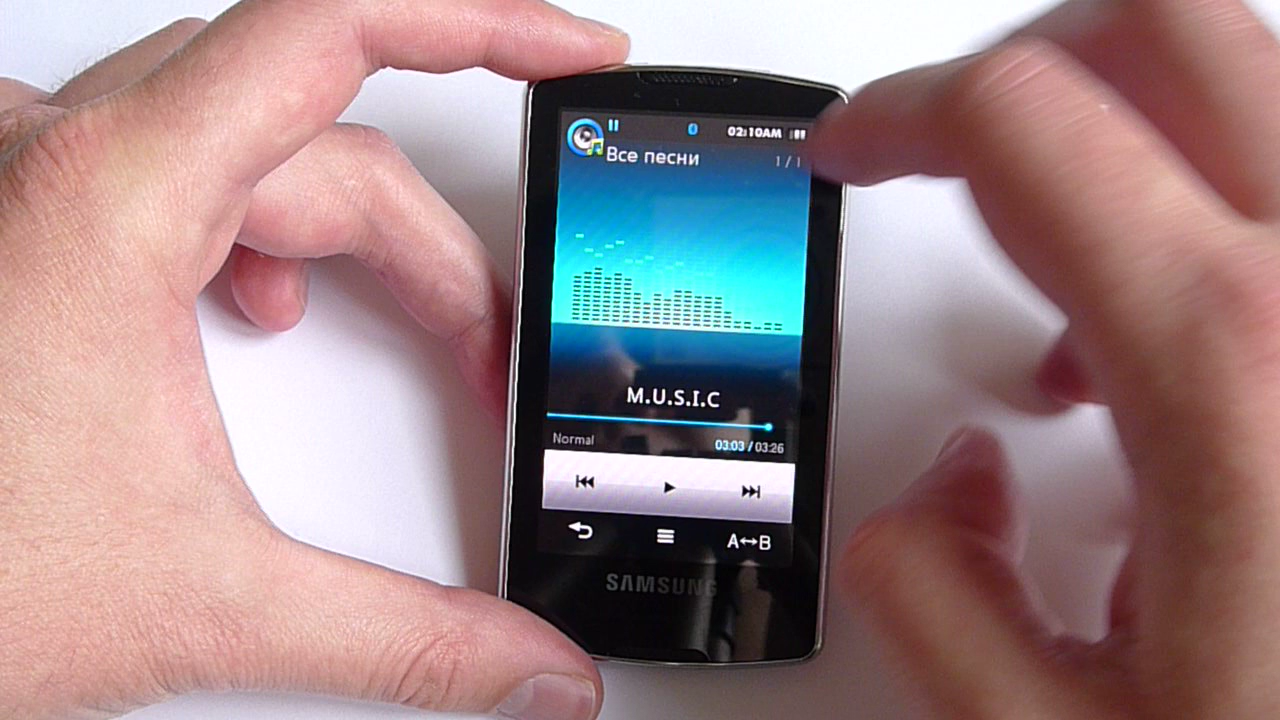 02:10AM
Все песни
1 / 1
M.U.S.I.C
Normal
03:03 / 03:26
A↔B
SAMSUNG